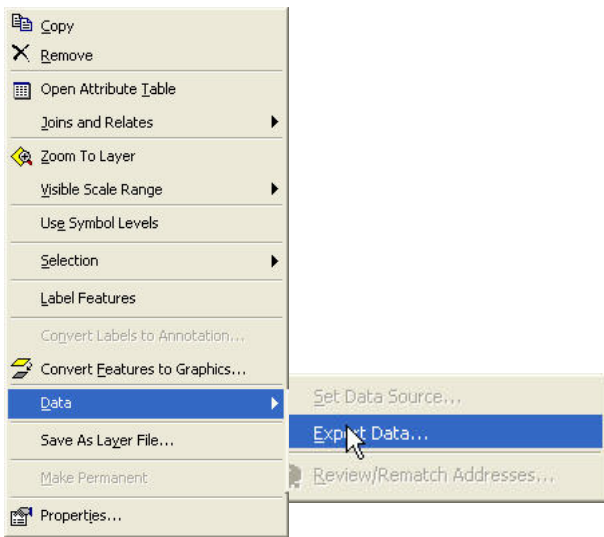 Copy
Remove
Open Attribute Table
Joins and Relates
Zoom To Layer
Visible Scale Range
Use Symbol Levels
Selection
Label Features
Convert Labels to Annotation...
Convert Features to Graphics...
Data
Set Data Source...
Export Data...
Save As Layer File...
Review/Rematch Addresses...
Make Permanent
Properties...